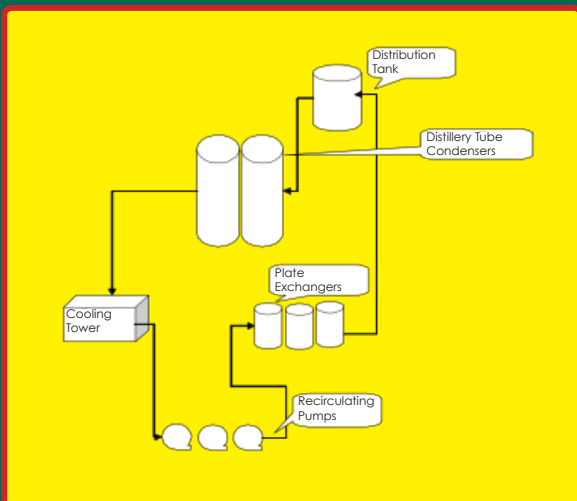 Distribution
Tank
Distillery Tube
Condensers
Plate
Exchangers
Cooling
Tower
Recirculating
Pumps